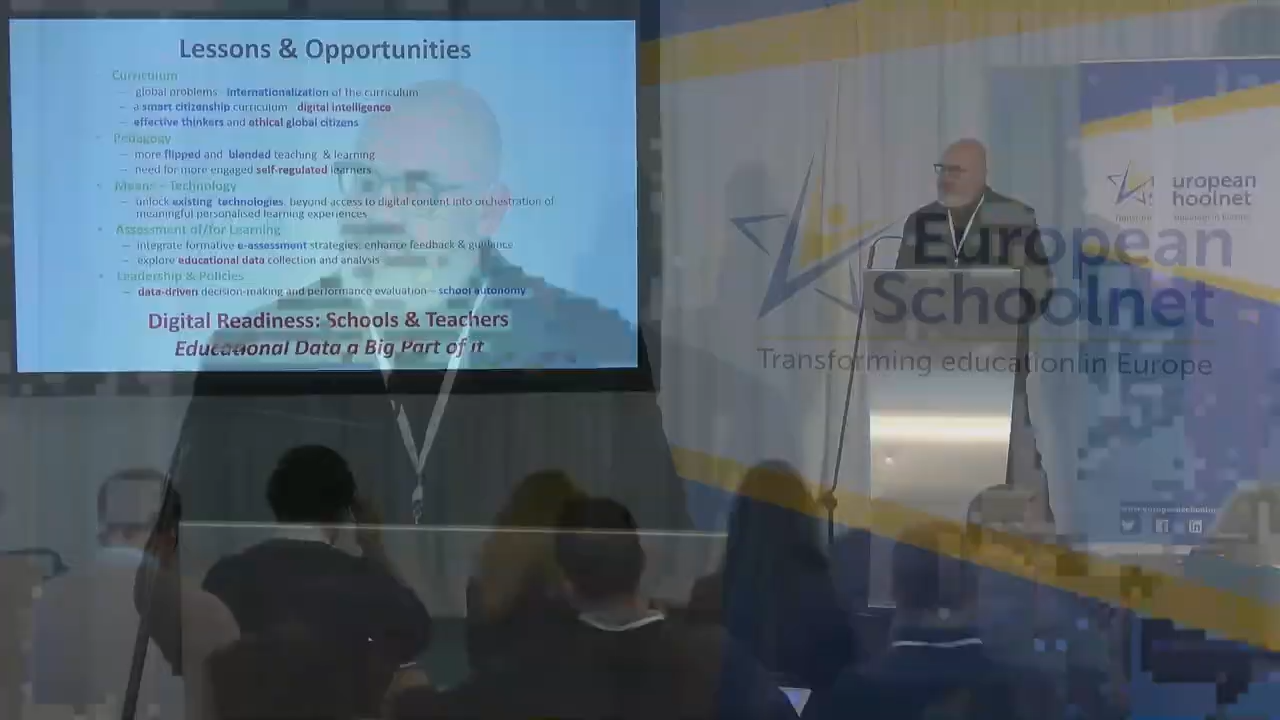 Lessons & Opportunities
Curriculum
– global problems internationalization of the curriculum
– a smart citizenship curriculum digital intelligence
– effective thinkers and ethical global citizens
• Pedagogy
– more flipped and blended teaching & learning
– need for more engaged self-regulated learners
• Means – Technology
– unlock existing technologies, beyond access to digital content into orchestration of
meaningful personalised learning experiences
• Assessment of/for Learning
– integrate formative e-assessment strategies: enhance feedback & guidance
– explore educational data collection and analysis
• Leadership & Policies
– data-driven decision-making and performance evaluation – school autonomy
Digital Readiness: Schools & Teachers
Educational Data a Big Part of it
European
Schoolnet
Transforming education in Europe
uropean
hoolnet